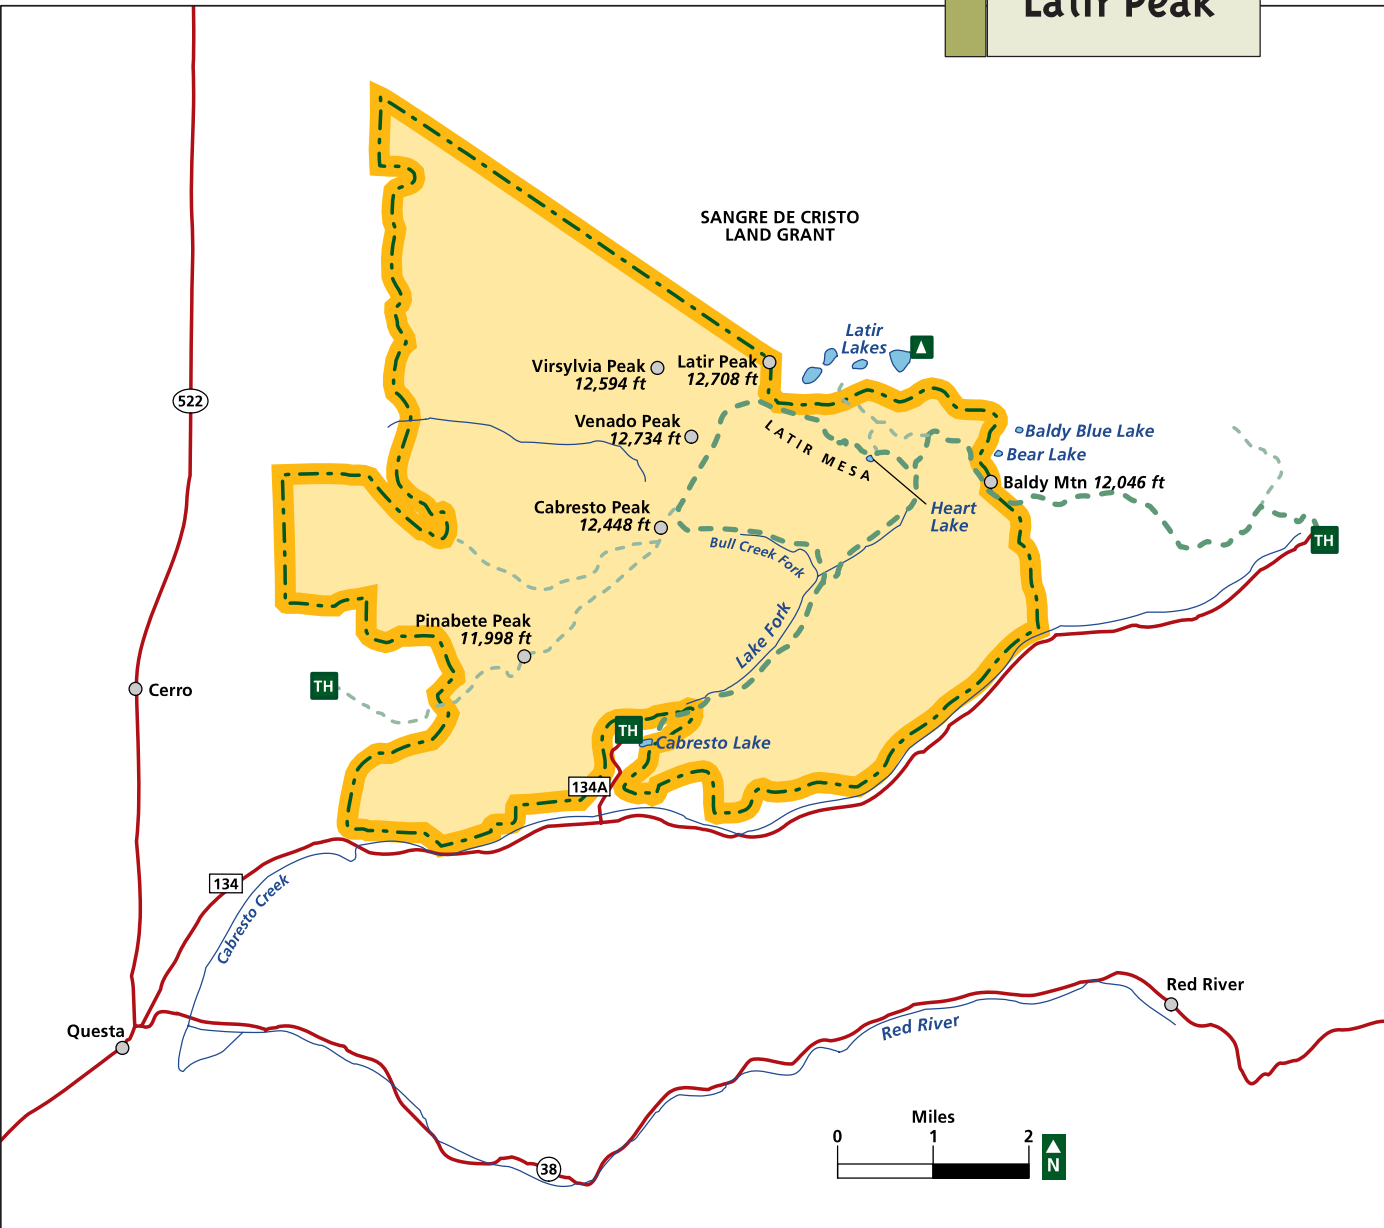 Latir Peak
SANGRE DE CRISTO
LAND GRANT
Latir
Lakes
Virsylvia Peak
12,594 ft
Latir Peak
12,708 ft
522
Venado Peak
12,734 ft
LATIR MESA
Baldy Blue Lake
Bear Lake
Baldy Mtn 12,046 ft
Cabresto Peak
12,448 ft
Heart
Lake
Bull Creek Fork
TH
Pinabete Peak
11,998 ft
Lake Fork
TH
Cerro
TH
Cabresto Lake
134A
134
Cabresto Creek
Red River
Questa
Red River
Miles
0 1 2
N
38